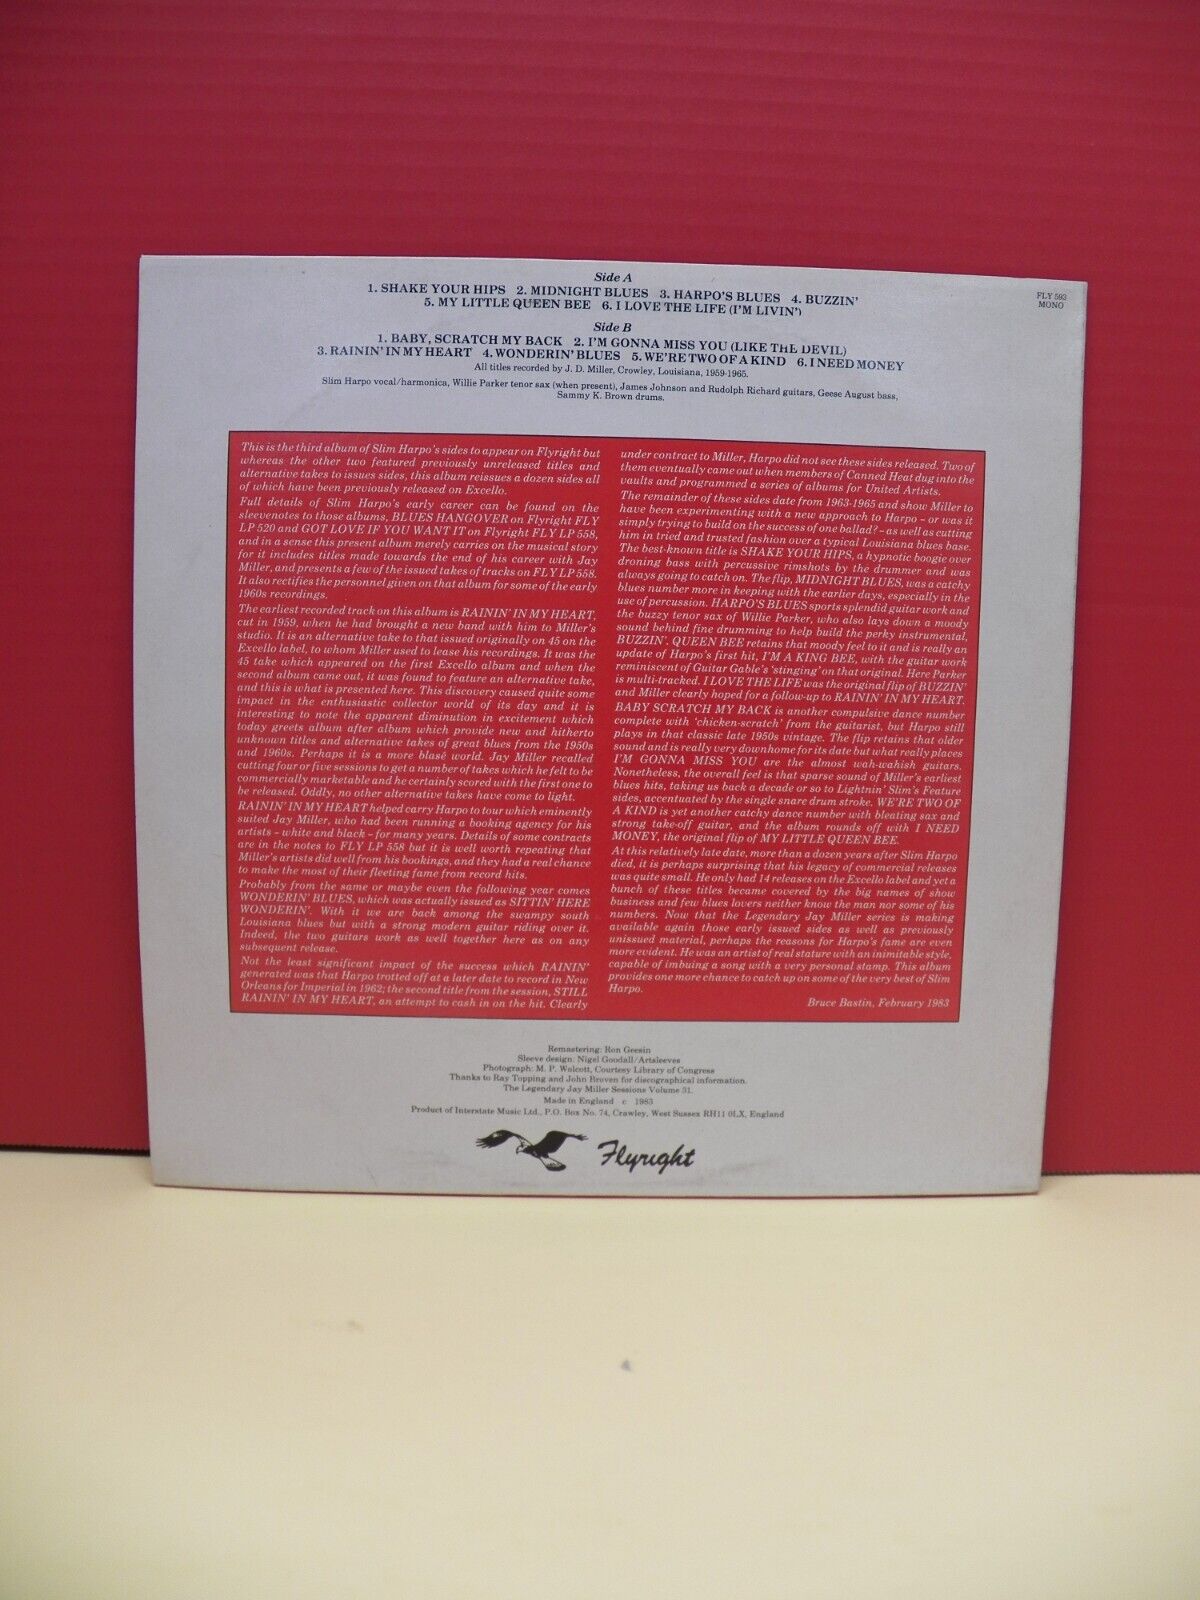 Side A
1. SHAKE YOUR HIPS 2. MIDNIGHT BLUES 3. HARPO'S BLUES 4. BUZZIN'
5. MY LITTLE QUEEN BEE 6. I LOVE THE LIFE (I'M LIVIN')
FLY 593
MONO
Side B
1. BABY, SCRATCH MY BACK 2. I'M GONNA MISS YOU (LIKE THE DEVIL)
3. RAININ' IN MY HEART 4. WONDERIN' BLUES 5. WE'RE TWO OF A KIND 6. I NEED MONEY
All titles recorded by J. D. Miller, Crowley, Louisiana, 1959-1965.
Slim Harpo vocal/harmonica, Willie Parker tenor sax (when present), James Johnson and Rudolph Richard guitars, Geese August bass,
Sammy K. Brown drums.
This is the third album of Slim Harpo's sides to appear on Flyright but
whereas the other two featured previously unreleased titles and
alternative takes to issues sides, this album reissues a dozen sides all
of which have been previously released on Excello.
Full details of Slim Harpo's early career can be found on the
sleevenotes to those albums, BLUES HANGOVER on Flyright FLY
LP 520 and GOT LOVE IF YOU WANT IT on Flyright FLY LP 558,
and in a sense this present album merely carries on the musical story
for it includes titles made towards the end of his career with Jay
Miller, and presents a few of the issued takes of tracks on FLY LP 558.
It also rectifies the personnel given on that album for some of the early
1960s recordings.
The earliest recorded track on this album is RAININ' IN MY HEART,
cut in 1959, when he had brought a new band with him to Miller's
studio. It is an alternative take to that issued originally on 45 on the
Excello label, to whom Miller used to lease his recordings. It was the
45 take which appeared on the first Excello album and when the
second album came out, it was found to feature an alternative take,
and this is what is presented here. This discovery caused quite some
impact in the enthusiastic collector world of its day and it is
interesting to note the apparent diminution in excitement which
today greets album after album which provide new and hitherto
unknown titles and alternative takes of great blues from the 1950s
and 1960s. Perhaps it is a more blasé world. Jay Miller recalled
cutting four or five sessions to get a number of takes which he felt to be
commercially marketable and he certainly scored with the first one to
be released. Oddly, no other alternative takes have come to light.
RAININ' IN MY HEART helped carry Harpo to tour which eminently
suited Jay Miller, who had been running a booking agency for his
artists - white and black - for many years. Details of some contracts
are in the notes to FLY LP 558 but it is well worth repeating that
Miller's artists did well from his bookings, and they had a real chance
to make the most of their fleeting fame from record hits.
Probably from the same or maybe even the following year comes
WONDERIN' BLUES, which was actually issued as SITTIN' HERE
WONDERIN'. With it we are back among the swampy south
Louisiana blues but with a strong modern guitar riding over it.
Indeed, the two guitars work as well together here as on any
subsequent release.
Not the least significant impact of the success which RAININ'
generated was that Harpo trotted off at a later date to record in New
Orleans for Imperial in 1962; the second title from the session, STILL
RAININ' IN MY HEART, an attempt to cash in on the hit. Clearly
under contract to Miller, Harpo did not see these sides released. Two of
them eventually came out when members of Canned Heat dug into the
vaults and programmed a series of albums for United Artists.
The remainder of these sides date from 1963-1965 and show Miller to
have been experimenting with a new approach to Harpo - or was it
simply trying to build on the success of one ballad? - as well as cutting
him in tried and trusted fashion over a typical Louisiana blues base.
The best-known title is SHAKE YOUR HIPS, a hypnotic boogie over
droning bass with percussive rimshots by the drummer and was
always going to catch on. The flip, MIDNIGHT BLUES, was a catchy
blues number more in keeping with the earlier days, especially in the
use of percussion. HARPO'S BLUES sports splendid guitar work and
the buzzy tenor sax of Willie Parker, who also lays down a moody
sound behind fine drumming to help build the perky instrumental,
BUZZIN'. QUEEN BEE retains that moody feel to it and is really an
update of Harpo's first hit, I'M A KING BEE, with the guitar work
reminiscent of Guitar Gable's 'stinging' on that original. Here Parker
is multi-tracked. I LOVE THE LIFE was the original flip of BUZZIN'
and Miller clearly hoped for a follow-up to RAININ' IN MY HEART.
BABY SCRATCH MY BACK is another compulsive dance number
complete with 'chicken-scratch' from the guitarist, but Harpo still
plays in that classic late 1950s vintage. The flip retains that older
sound and is really very downhome for its date but what really places
I'M GONNA MISS YOU are the almost wah-wahish guitars.
Nonetheless, the overall feel is that sparse sound of Miller's earliest
blues hits, taking us back a decade or so to Lightnin' Slim's Feature
sides, accentuated by the single snare drum stroke. WE'RE TWO OF
A KIND is yet another catchy dance number with bleating sax and
strong take-off guitar, and the album rounds off with I NEED
MONEY, the original flip of MY LITTLE QUEEN BEE.
At this relatively late date, more than a dozen years after Slim Harpo
died, it is perhaps surprising that his legacy of commercial releases
was quite small. He only had 14 releases on the Excello label and yet a
bunch of these titles became covered by the big names of show
business and few blues lovers neither know the man nor some of his
numbers. Now that the Legendary Jay Miller series is making
available again those early issued sides as well as previously
unissued material, perhaps the reasons for Harpo's fame are even
more evident. He was an artist of real stature with an inimitable style,
capable of imbuing a song with a very personal stamp. This album
provides one more chance to catch up on some of the very best of Slim
Harpo.
Bruce Bastin, February 1983
Remastering: Ron Geesin
Sleeve design: Nigel Goodall/Artsleeves
Photograph: M. P. Wolcott, Courtesy Library of Congress
Thanks to Ray Topping and John Broven for discographical information.
The Legendary Jay Miller Sessions Volume 31.
Made in England c 1983
Product of Interstate Music Ltd., P.O. Box No. 74, Crawley, West Sussex RH11 0LX, England
Flyright